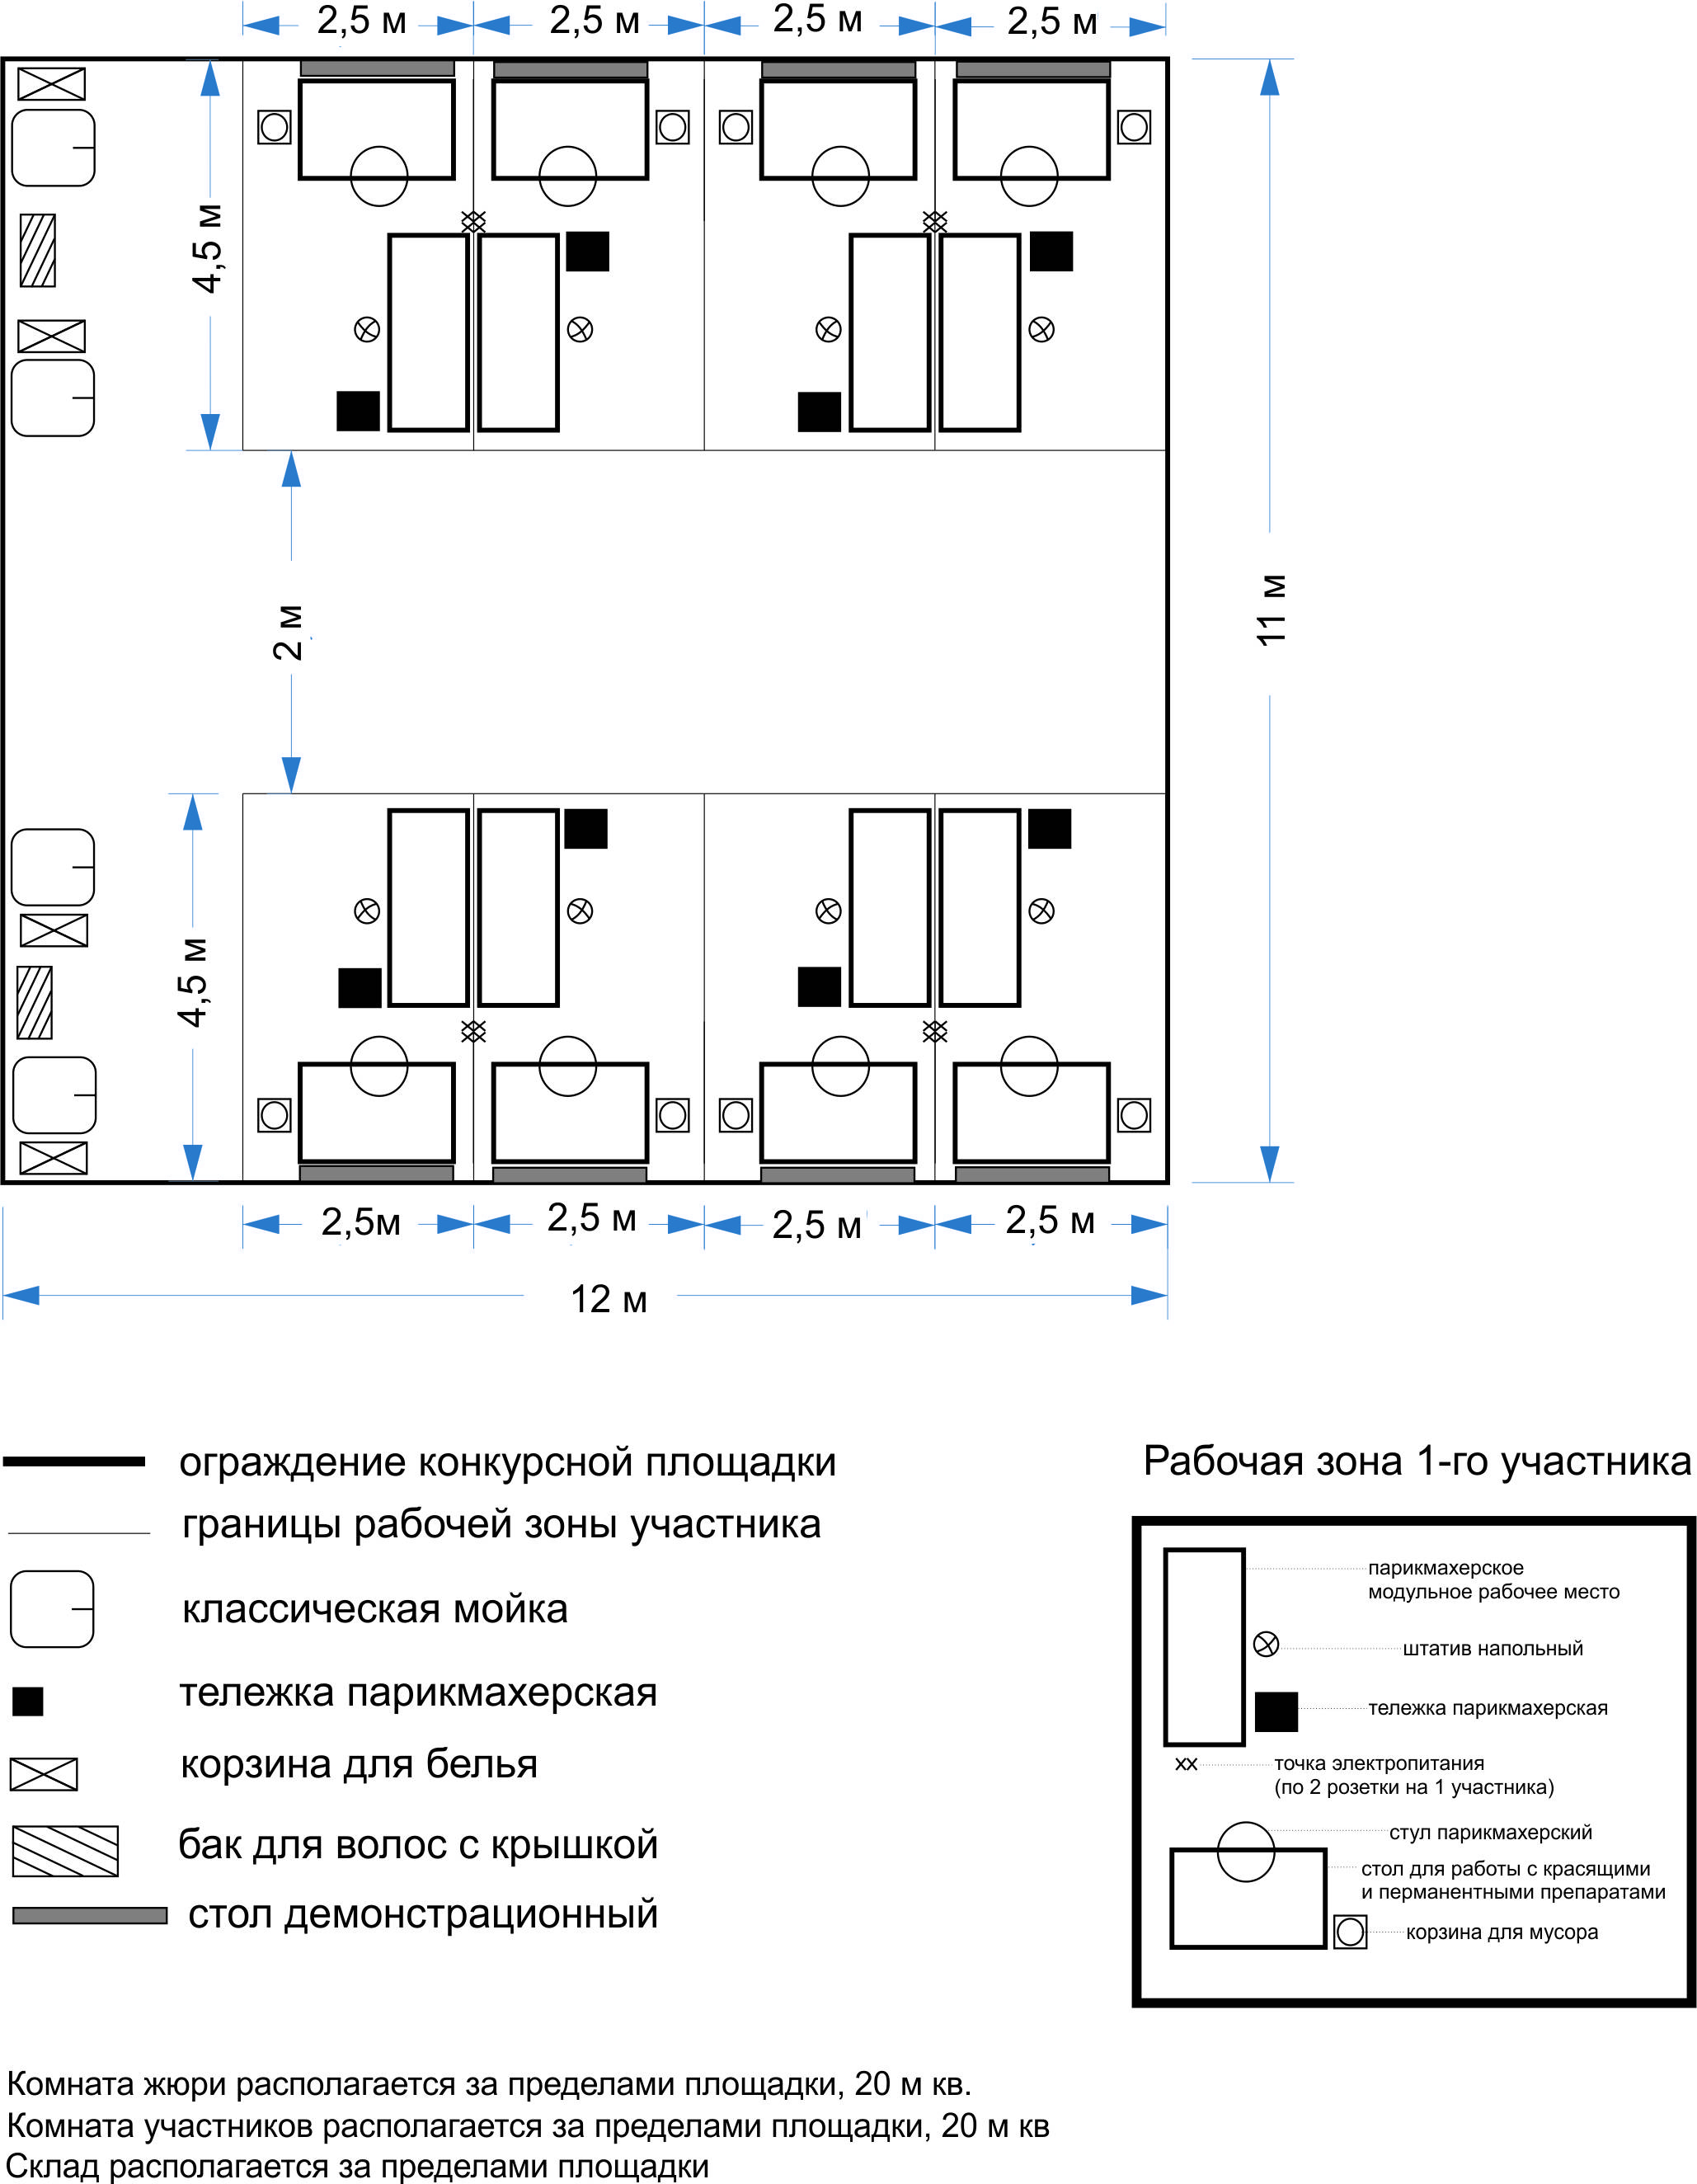 2,5 м
2,5 м
2,5 м
2,5 м
4,5 м
2 м
11 м
4,5 м
2,5м
2,5 м
2,5 м
2,5 м
12 м
ограждение конкурсной площадки
границы рабочей зоны участника
классическая мойка
тележка парикмахерская
корзина для белья
бак для волос с крышкой
стол демонстрационный
Рабочая зона 1-го участника
парикмахерское
модульное рабочее место
штатив напольный
тележка парикмахерская
точка электропитания
(по 2 розетки на 1 участника)
стул парикмахерский
стол для работы с красящими
и перманентными препаратами
корзина для мусора
Комната жюри располагается за пределами площадки, 20 м кв.
Комната участников располагается за пределами площадки, 20 м кв
Склад располагается за пределами площадки